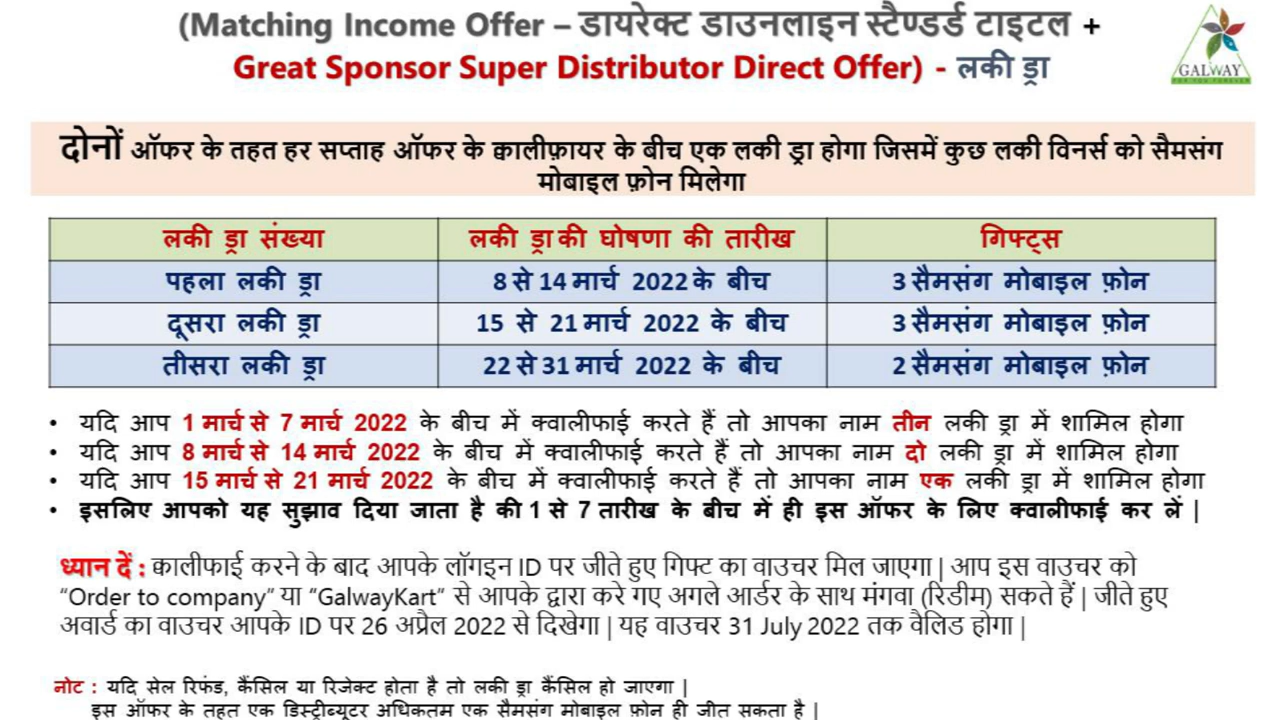 (Matching Income Offer – डायरेक्ट डाउनलाइन स्टैण्डर्ड टाइटल +
Great Sponsor Super Distributor Direct Offer) - लकी ड्रा
GALWAY
दोनों ऑफर के तहत हर सप्ताह ऑफर के क्वालीफ़ायर के बीच एक लकी ड्रा होगा जिसमें कुछ लकी विनर्स को सैमसंग
मोबाइल फ़ोन मिलेगा
लकी ड्रा संख्या लकी ड्रा की घोषणा की तारीख गिफ्ट्स
पहला लकी ड्रा 8 से 14 मार्च 2022 के बीच 3 सैमसंग मोबाइल फ़ोन
दूसरा लकी ड्रा 15 से 21 मार्च 2022 के बीच 3 सैमसंग मोबाइल फ़ोन
तीसरा लकी ड्रा 22 से 31 मार्च 2022 के बीच 2 सैमसंग मोबाइल फ़ोन
• यदि आप 1 मार्च से 7 मार्च 2022 के बीच में क्वालीफाई करते हैं तो आपका नाम तीन लकी ड्रा में शामिल होगा
• यदि आप 8 मार्च से 14 मार्च 2022 के बीच में क्वालीफाई करते हैं तो आपका नाम दो लकी ड्रा में शामिल होगा
• यदि आप 15 मार्च से 21 मार्च 2022 के बीच में क्वालीफाई करते हैं तो आपका नाम एक लकी ड्रा में शामिल होगा
• इसलिए आपको यह सुझाव दिया जाता है की 1 से 7 तारीख के बीच में ही इस ऑफर के लिए क्वालीफाई कर लें |
ध्यान दें : क्वालीफाई करने के बाद आपके लॉगइन ID पर जीते हुए गिफ्ट का वाउचर मिल जाएगा | आप इस वाउचर को
“Order to company” या “GalwayKart” से आपके द्वारा करे गए अगले आर्डर के साथ मंगवा (रिडीम) सकते हैं | जीते हुए
अवार्ड का वाउचर आपके ID पर 26 अप्रैल 2022 से दिखेगा | यह वाउचर 31 July 2022 तक वैलिड होगा |
नोट : यदि सेल रिफंड, कैंसिल या रिजेक्ट होता है तो लकी ड्रा कैंसिल हो जाएगा |
इस ऑफर के तहत एक डिस्ट्रीब्यूटर अधिकतम एक सैमसंग मोबाइल फ़ोन ही जीत सकता है |